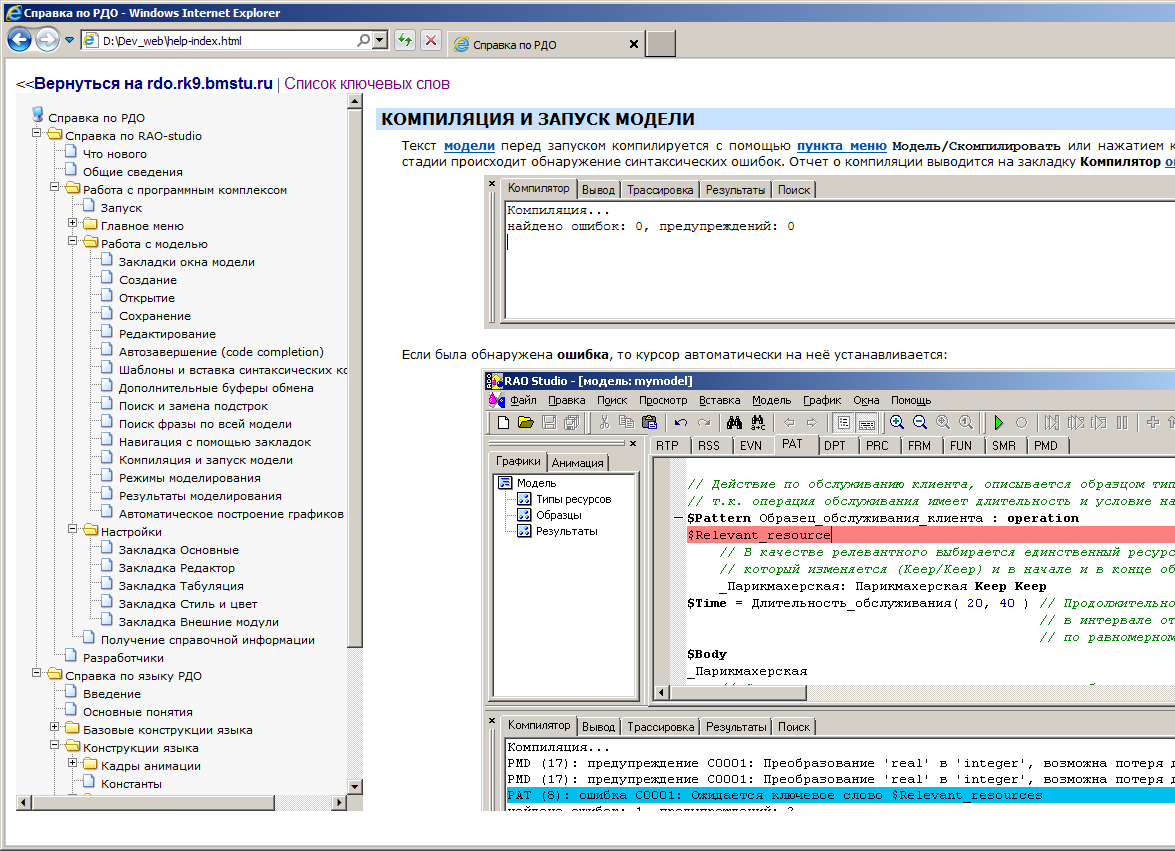 Справка по РДО - Windows Internet Explorer
D:\Dev_web\help-index.html
Справка по РДО
<<Вернуться на rdo.rk9.bmstu.ru | Список ключевых слов
Справка по РДО
Справка по RAO-studio
Что нового
Общие сведения
Работа с программным комплексом
Запуск
Главное меню
Работа с моделью
Закладки окна модели
Создание
Открытие
Сохранение
Редактирование
Автозавершение (code completion)
Шаблоны и вставка синтаксических ко
Дополнительные буферы обмена
Поиск и замена подстрок
Поиск фразы по всей модели
Навигация с помощью закладок
Компиляция и запуск модели
Режимы моделирования
Результаты моделирования
Автоматическое построение графиков
Настройки
Закладка Основные
Закладка Редактор
Закладка Табуляция
Закладка Стиль и цвет
Закладка Внешние модули
Получение справочной информации
Разработчики
Справка по языку РДО
Введение
Основные понятия
Базовые конструкции языка
Конструкции языка
Кадры анимации
Константы
КОМПИЛЯЦИЯ И ЗАПУСК МОДЕЛИ
Текст модели перед запуском компилируется с помощью пункта меню Модель/Скомпилировать или нажатием к
стадии происходит обнаружение синтаксических ошибок. Отчет о компиляции выводится на закладку Компилятор о
Компилятор Вывод Трассировка Результаты Поиск
Компиляция...
найдено ошибок: 0, предупреждений: 0
Если была обнаружена ошибка, то курсор автоматически на неё устанавливается:
RAO Studio - [модель: mymodel]
Файл Правка Поиск Просмотр Вставка Модель График Окна Помощь
RTP RSS EVN PAT DPT PRC FRM FUN SMR PMD
Графики Анимация
Модель
Типы ресурсов
Образцы
Результаты
// Действие по обслуживанию клиента, описывается образцом тип
// т.к. операция обслуживания имеет длительность и условие на
$Pattern Образец_обслуживания_клиента : operation
$Relevant_resource
// В качестве релевантного выбирается единственный ресурс
// который изменяется (Keep/Keep) и в начале и в конце об
_Парикмахерская: Парикмахерская Keep Keep
$Time = Длительность_обслуживания( 20, 40 ) // Продолжительно
// в интервале от
// по равномерном
$Body
_Парикмахерская
Компилятор Вывод Трассировка Результаты Поиск
Компиляция...
PMD (17): предупреждение C0001: Преобразование 'real' в 'integer', возможна потеря д
PMD (17): предупреждение C0001: Преобразование 'real' в 'integer', возможна потеря д
PAT (8): ошибка C0001: Ожидается ключевое слово $Relevant_resources
найдено ошибок: 1, предупреждений: 2